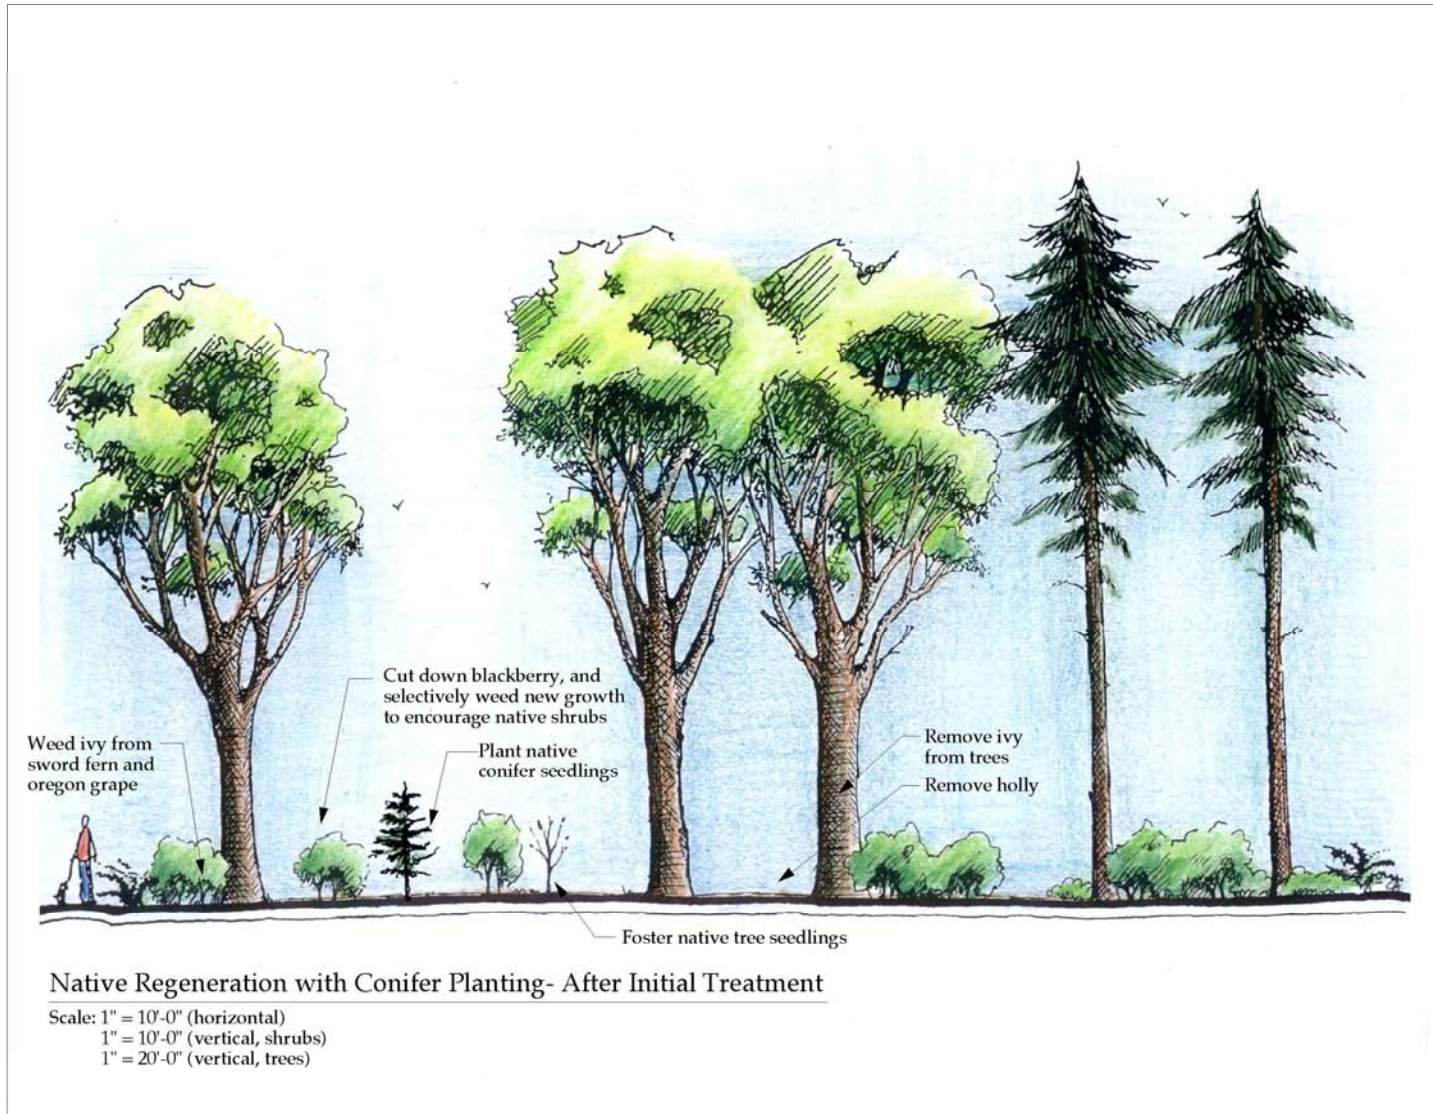 Cut down blackberry, and
selectively weed new growth
to encourage native shrubs
Weed ivy from
sword fern and
oregon grape
Plant native
conifer seedlings
Remove ivy
from trees
Remove holly
Foster native tree seedlings
Native Regeneration with Conifer Planting- After Initial Treatment
Scale: 1" = 10'-0" (horizontal)
1" = 10'-0" (vertical, shrubs)
1" = 20'-0" (vertical, trees)